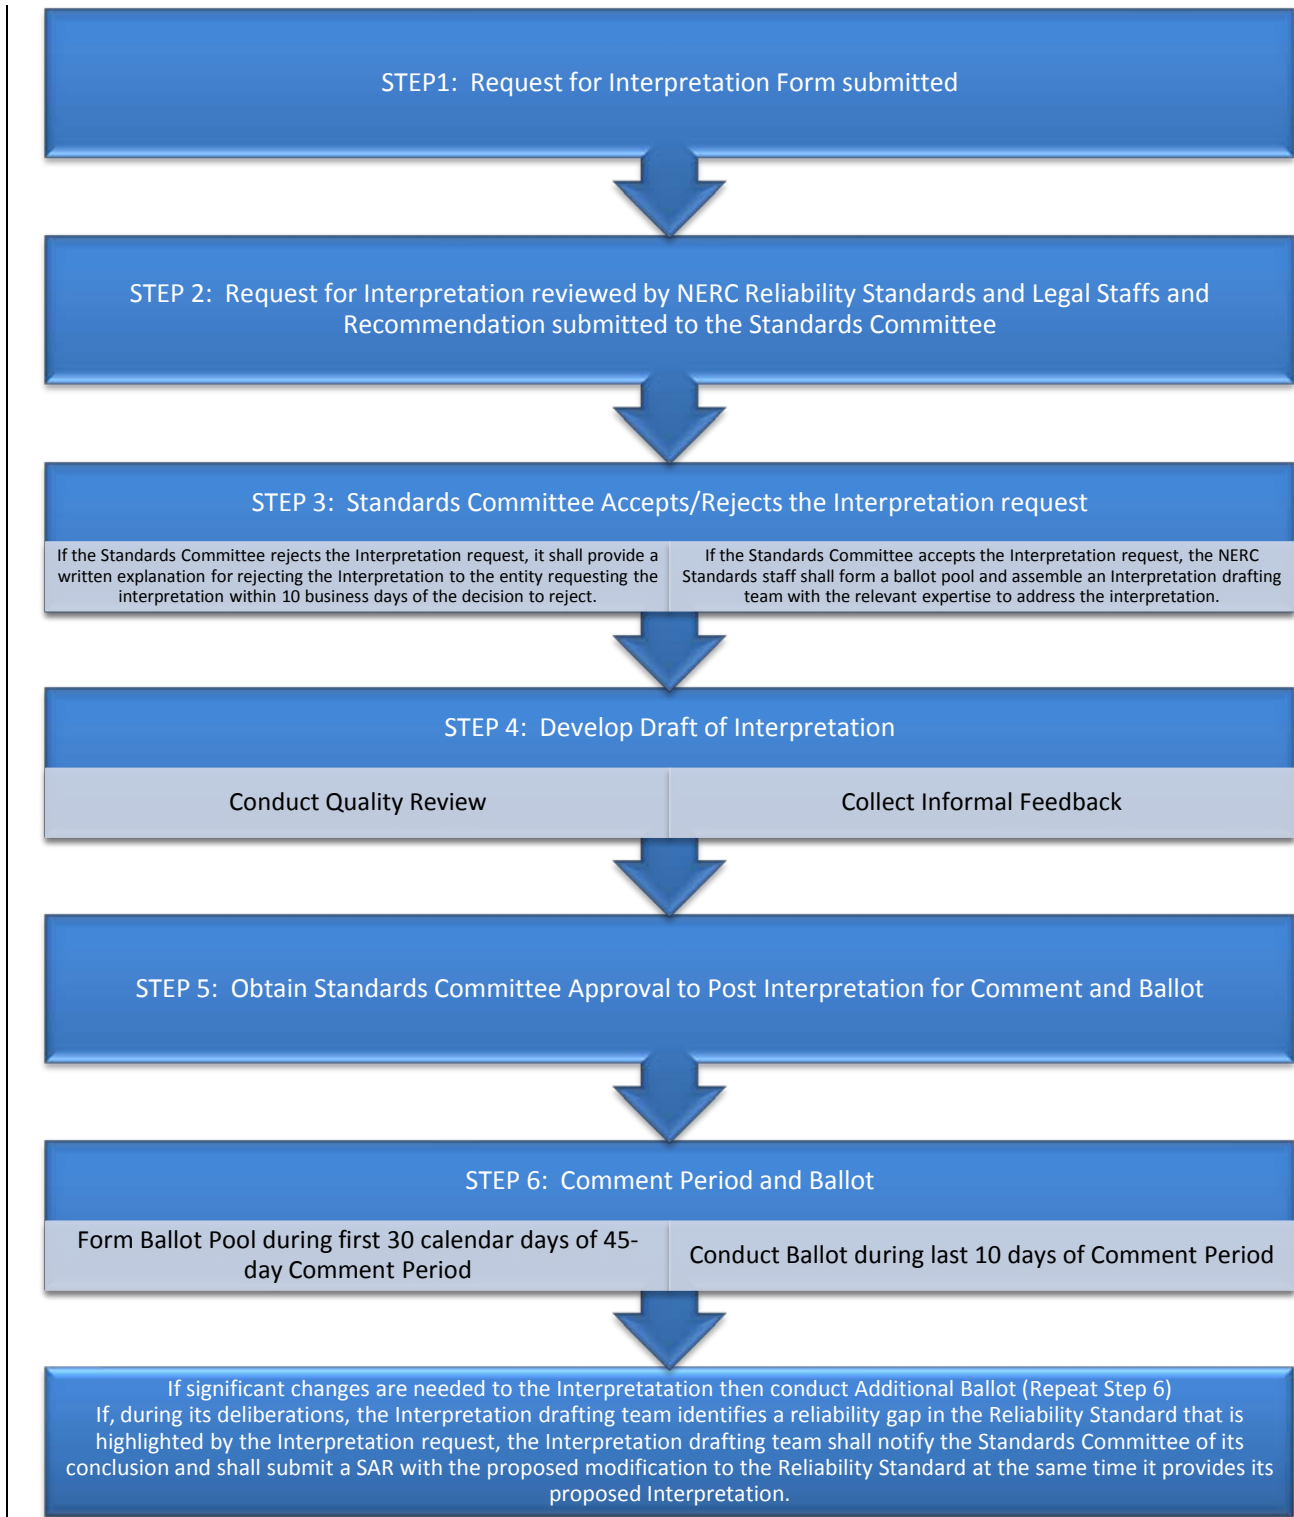 STEP1: Request for Interpretation Form submitted
STEP 2: Request for Interpretation reviewed by NERC Reliability Standards and Legal Staffs and
Recommendation submitted to the Standards Committee
STEP 3: Standards Committee Accepts/Rejects the Interpretation request
If the Standards Committee rejects the Interpretation request, it shall provide a
written explanation for rejecting the Interpretation to the entity requesting the
interpretation within 10 business days of the decision to reject.
If the Standards Committee accepts the Interpretation request, the NERC
Standards staff shall form a ballot pool and assemble an Interpretation drafting
team with the relevant expertise to address the interpretation.
STEP 4: Develop Draft of Interpretation
Conduct Quality Review
Collect Informal Feedback
STEP 5: Obtain Standards Committee Approval to Post Interpretation for Comment and Ballot
STEP 6: Comment Period and Ballot
Form Ballot Pool during first 30 calendar days of 45-
day Comment Period
Conduct Ballot during last 10 days of Comment Period
If significant changes are needed to the Interpretatation then conduct Additional Ballot (Repeat Step 6)
If, during its deliberations, the Interpretation drafting team identifies a reliability gap in the Reliability Standard that is
highlighted by the Interpretation request, the Interpretation drafting team shall notify the Standards Committee of its
conclusion and shall submit a SAR with the proposed modification to the Reliability Standard at the same time it provides its
proposed Interpretation.